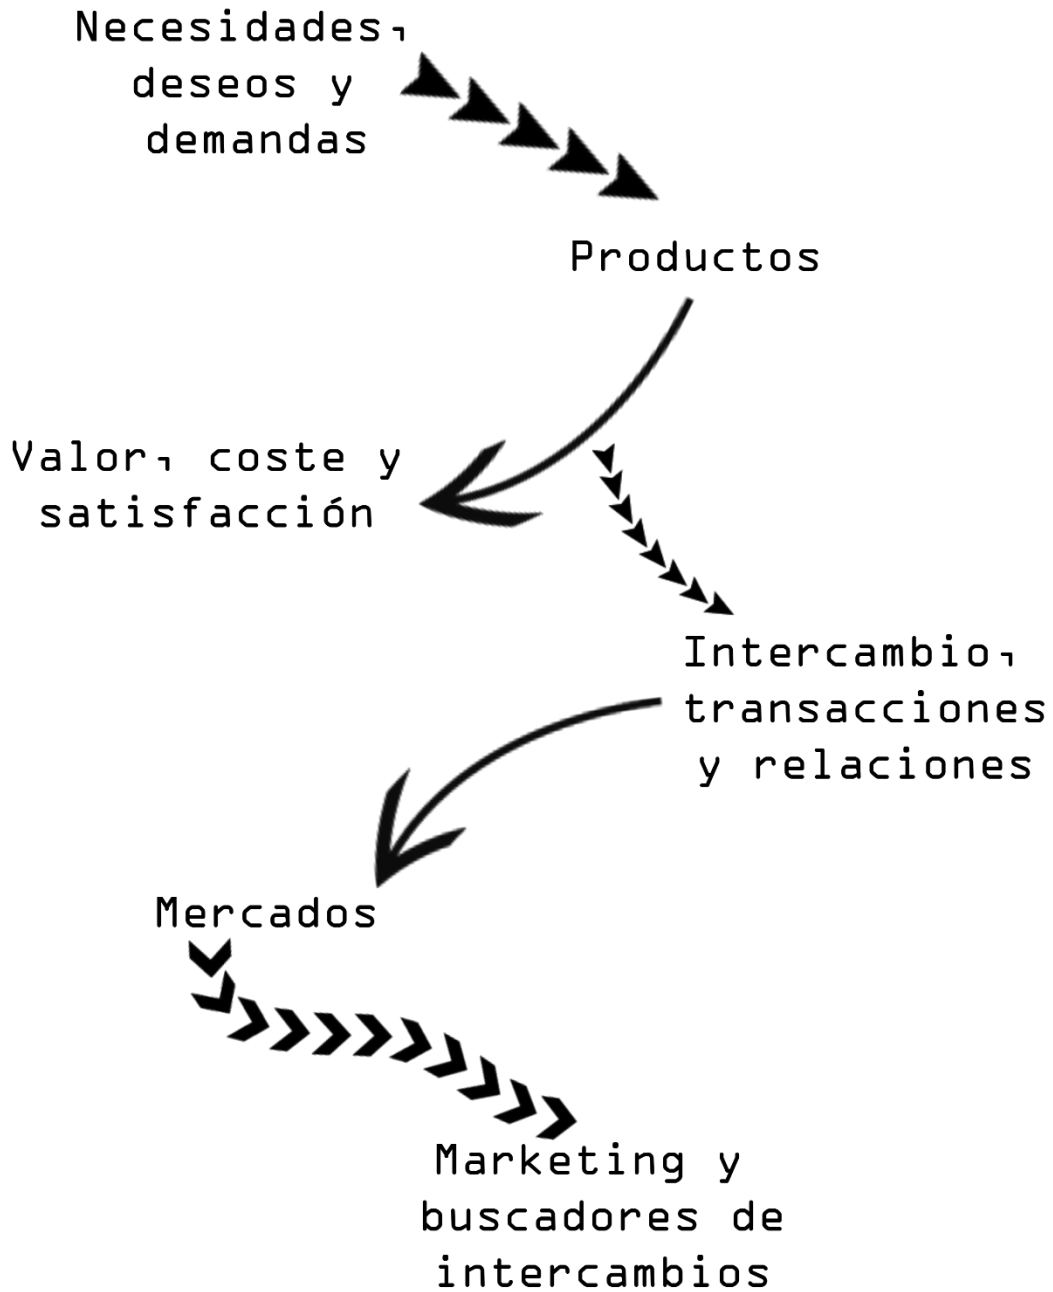 Necesidades,
deseos y
demandas
Productos
Valor, coste y
satisfacción
Intercambio,
transacciones
y relaciones
Mercados
Marketing y
buscadores de
intercambios